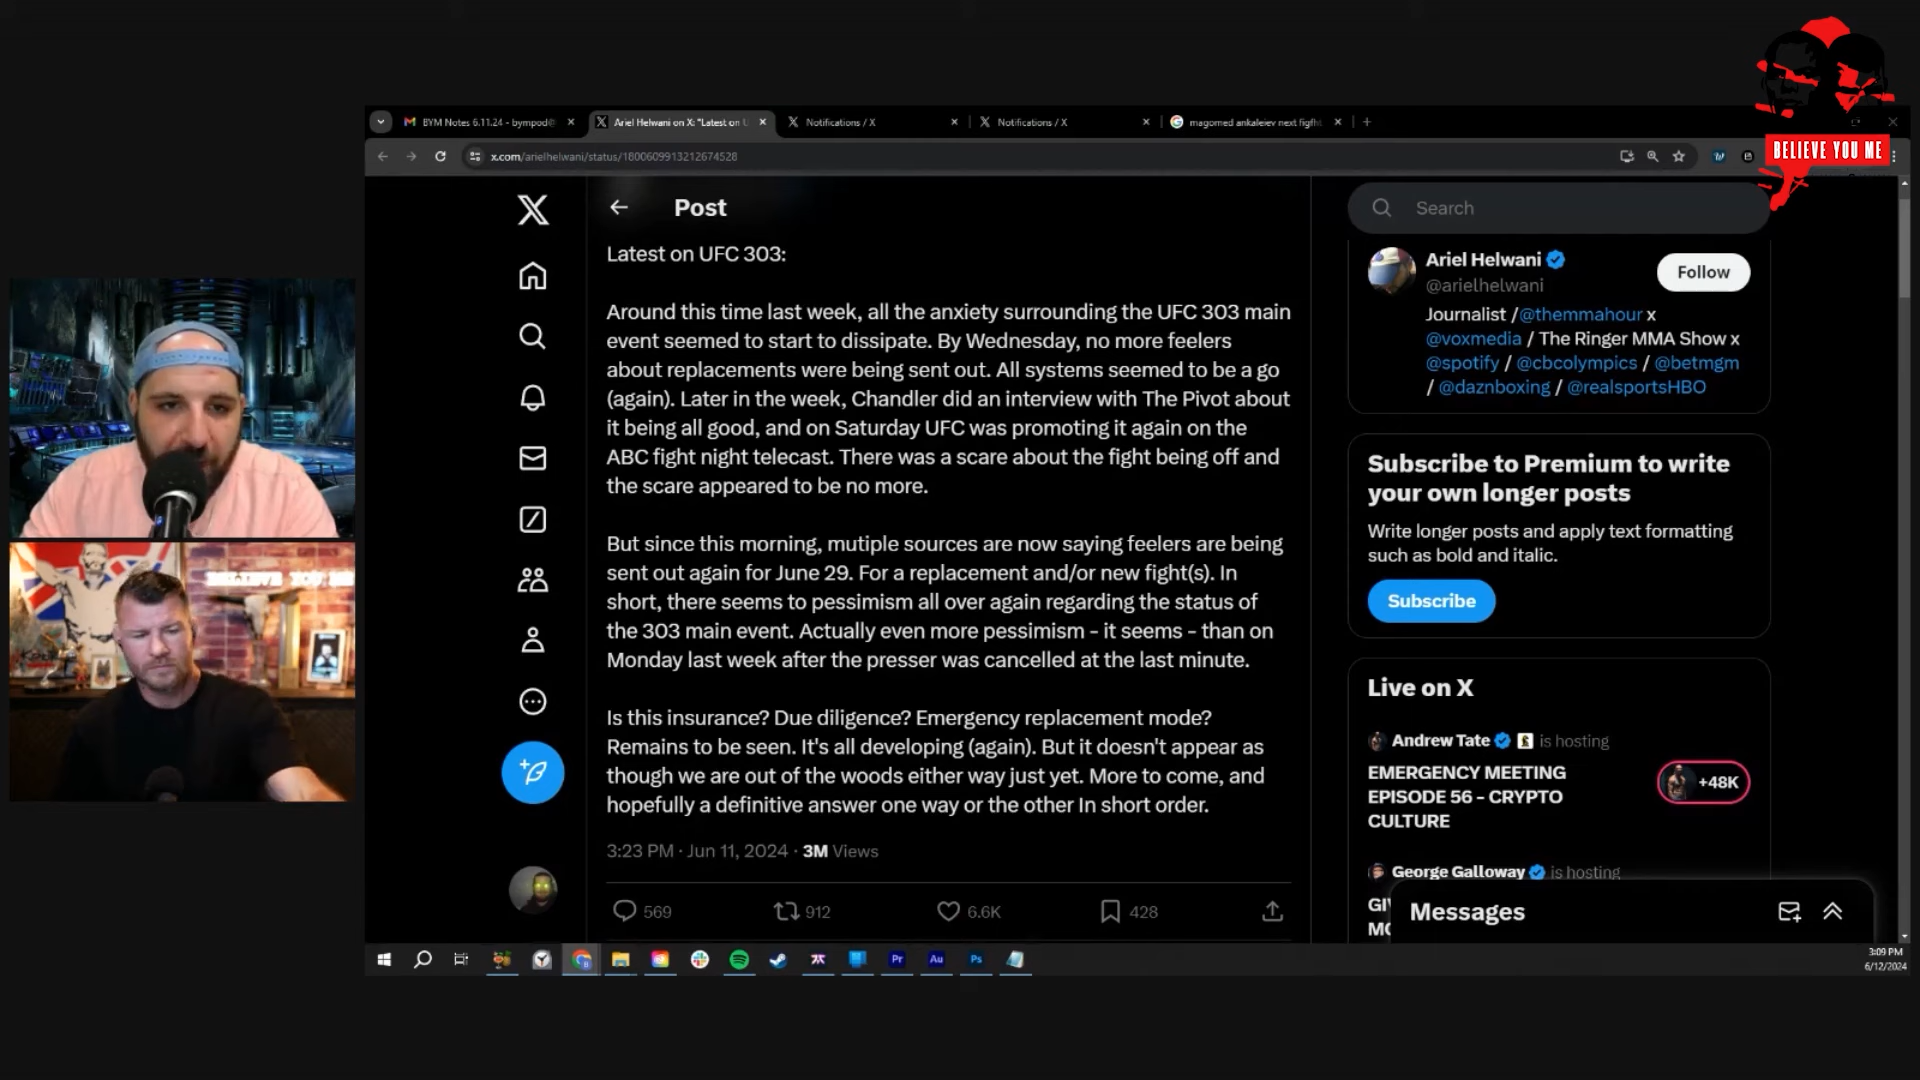 BELIEVE YOU ME
BYM Notes 6.11.24 - bympod@
Ariel Helwani on X: "Latest on U
Notifications / X
Notifications / X
magomed ankaleiev next figfht
x.com/arielhelwani/status/1800609913212674528
Post
Latest on UFC 303:
Around this time last week, all the anxiety surrounding the UFC 303 main
event seemed to start to dissipate. By Wednesday, no more feelers
about replacements were being sent out. All systems seemed to be a go
(again). Later in the week, Chandler did an interview with The Pivot about
it being all good, and on Saturday UFC was promoting it again on the
ABC fight night telecast. There was a scare about the fight being off and
the scare appeared to be no more.
But since this morning, mutiple sources are now saying feelers are being
sent out again for June 29. For a replacement and/or new fight(s). In
short, there seems to pessimism all over again regarding the status of
the 303 main event. Actually even more pessimism - it seems - than on
Monday last week after the presser was cancelled at the last minute.
Is this insurance? Due diligence? Emergency replacement mode?
Remains to be seen. It's all developing (again). But it doesn't appear as
though we are out of the woods either way just yet. More to come, and
hopefully a definitive answer one way or the other In short order.
3:23 PM · Jun 11, 2024 · 3M Views
569
912
6.6K
428
Search
Ariel Helwani
@arielhelwani
Follow
Journalist /@themmahour x
@voxmedia / The Ringer MMA Show x
@spotify / @cbcolympics / @betmgm
/ @daznboxing / @realsportsHBO
Subscribe to Premium to write
your own longer posts
Write longer posts and apply text formatting
such as bold and italic.
Subscribe
Live on X
Andrew Tate is hosting
EMERGENCY MEETING
EPISODE 56 - CRYPTO
CULTURE
+48K
George Galloway is hosting
Messages
Pr
Au
Ps
3:09 PM
6/12/2024
BELIEVE YOU ME